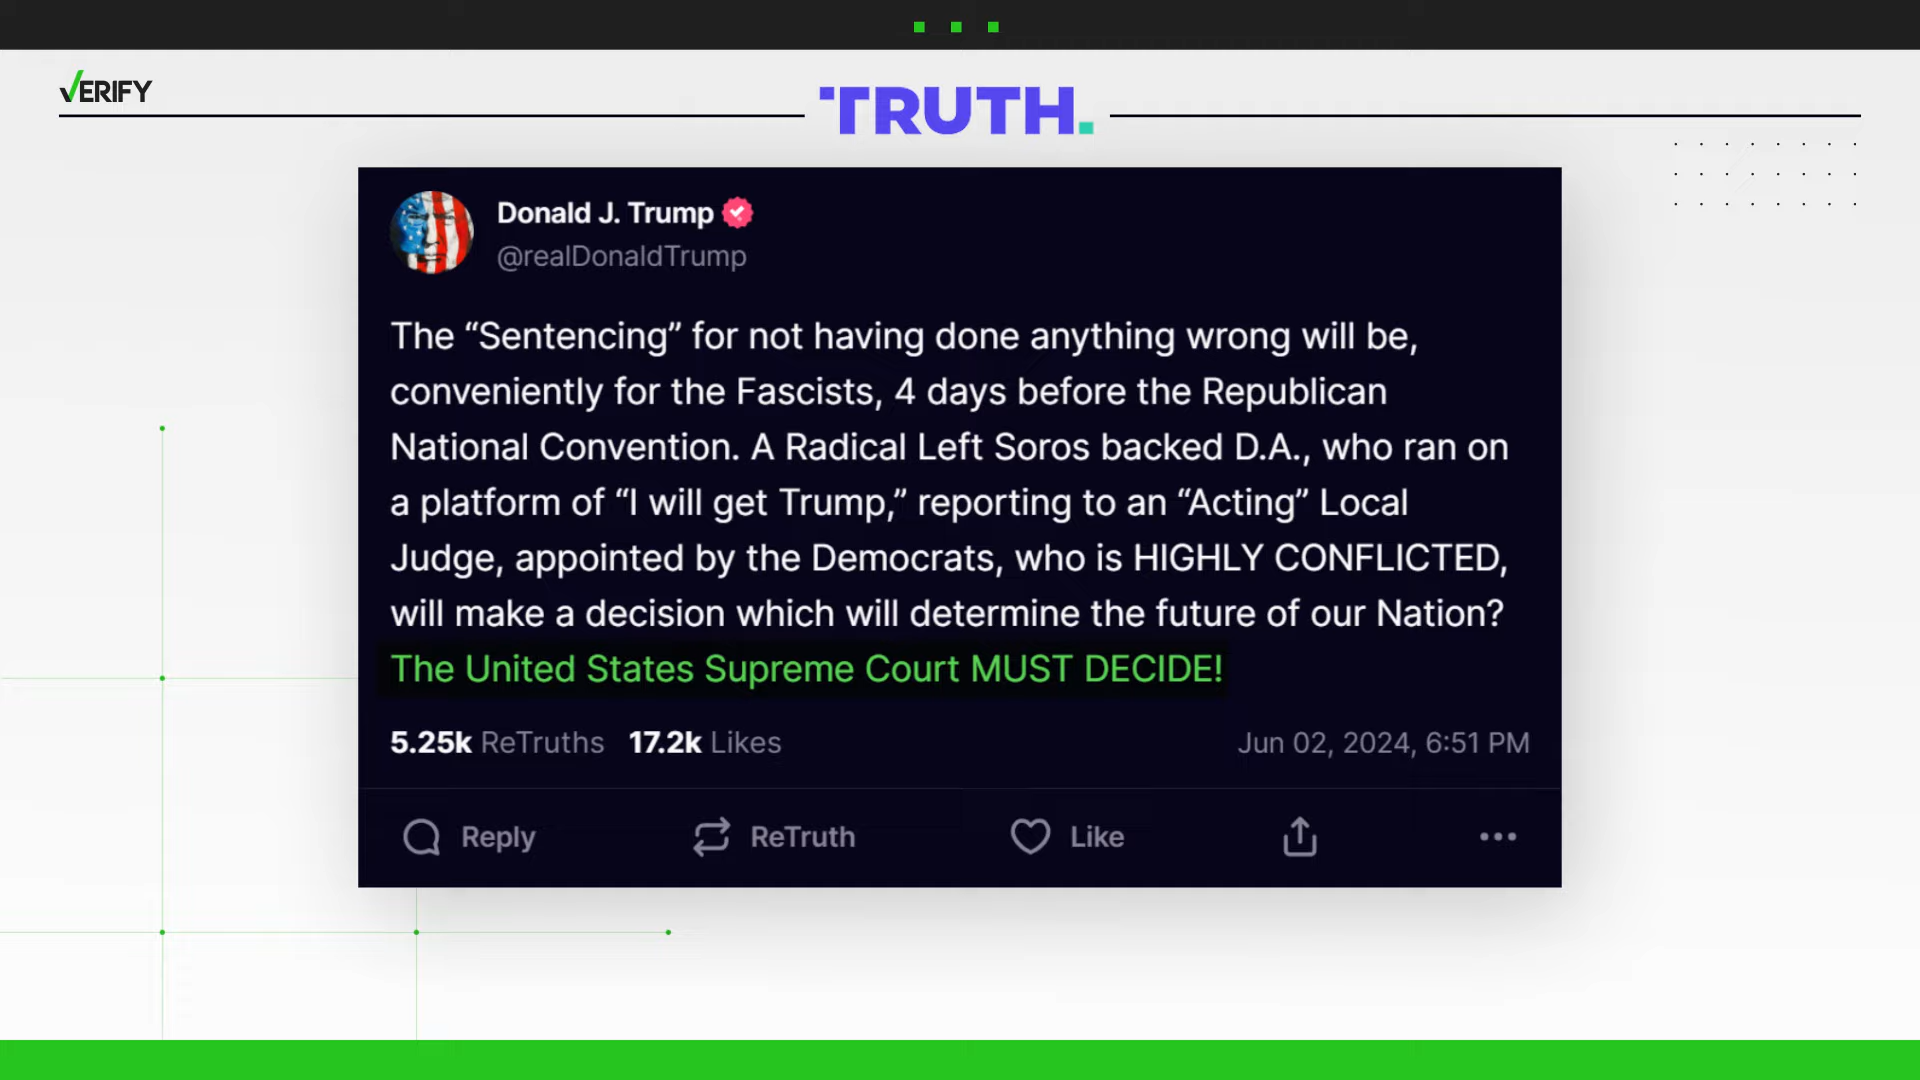 VERIFY
TRUTH.
Donald J. Trump
@realDonaldTrump
The “Sentencing” for not having done anything wrong will be,
conveniently for the Fascists, 4 days before the Republican
National Convention. A Radical Left Soros backed D.A., who ran on
a platform of “I will get Trump,” reporting to an “Acting” Local
Judge, appointed by the Democrats, who is HIGHLY CONFLICTED,
will make a decision which will determine the future of our Nation?
The United States Supreme Court MUST DECIDE!
5.25k ReTruths 17.2k Likes Jun 02, 2024, 6:51 PM
Reply ReTruth Like